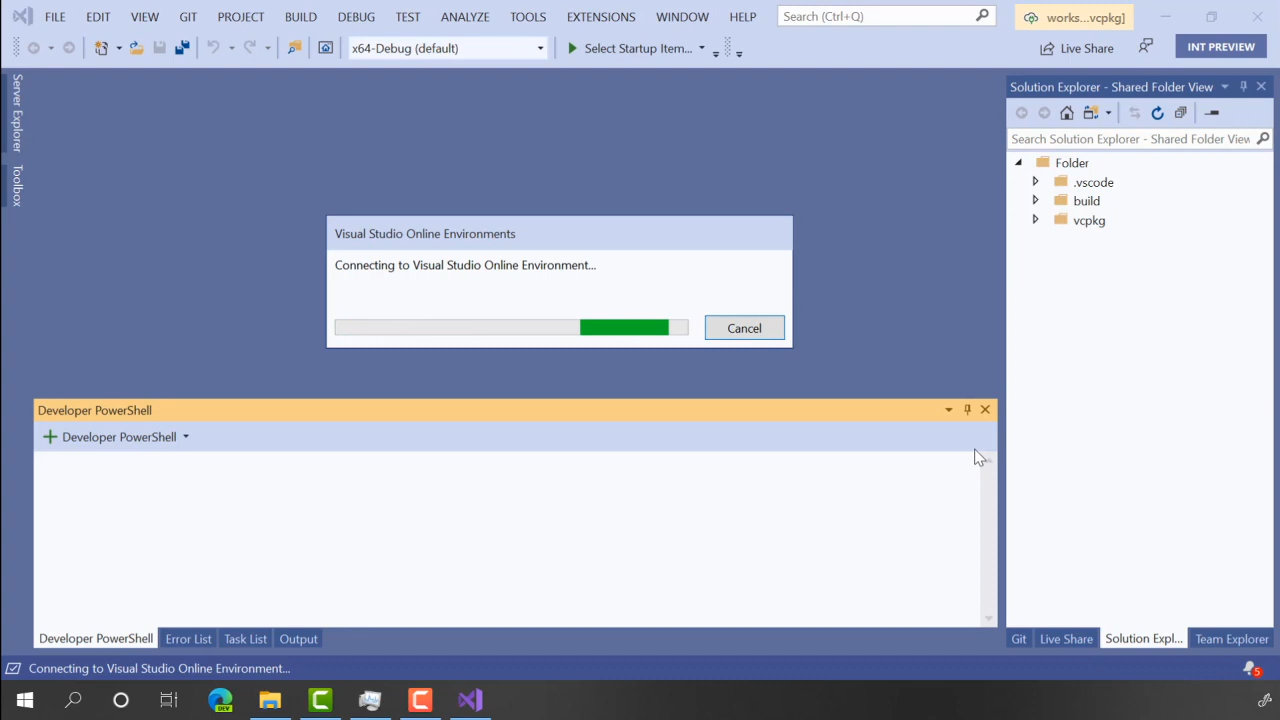 FILE EDIT VIEW GIT PROJECT BUILD DEBUG TEST ANALYZE TOOLS EXTENSIONS WINDOW HELP Search (Ctrl+Q) works...vcpkg]
x64-Debug (default) Select Startup Item... Live Share INT PREVIEW
Server Explorer
Toolbox
Solution Explorer - Shared Folder View
Search Solution Explorer - Shared Folder View
Folder
.vscode
build
vcpkg
Visual Studio Online Environments
Connecting to Visual Studio Online Environment...
Cancel
Developer PowerShell
Developer PowerShell
Developer PowerShell Error List Task List Output
Git Live Share Solution Expl... Team Explorer
Connecting to Visual Studio Online Environment...
5
DEV
C
C